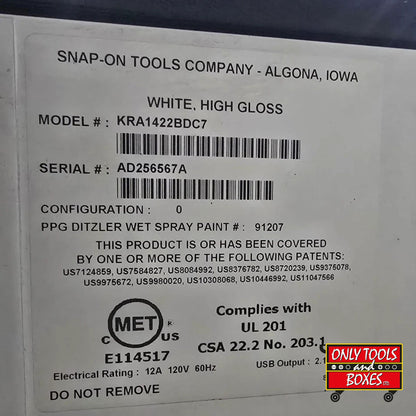 SNAP-ON TOOLS COMPANY - ALGONA, IOWA
WHITE, HIGH GLOSS
MODEL # : KRA1422BDC7
SERIAL # : AD256567A
CONFIGURATION : 0
PPG DITZLER WET SPRAY PAINT # : 91207
THIS PRODUCT IS OR HAS BEEN COVERED
BY ONE OR MORE OF THE FOLLOWING PATENTS:
US7124859, US7584827, US8084992, US8376782, US8720239, US9375078,
US9975672, US9980020, US10308068, US10446992, US11047566
C MET ® US
E114517
Complies with
UL 201
CSA 22.2 No. 203.1
Electrical Rating : 12A 120V 60Hz
USB Output : 2.1
DO NOT REMOVE
ONLY TOOLS
and
BOXES LTD